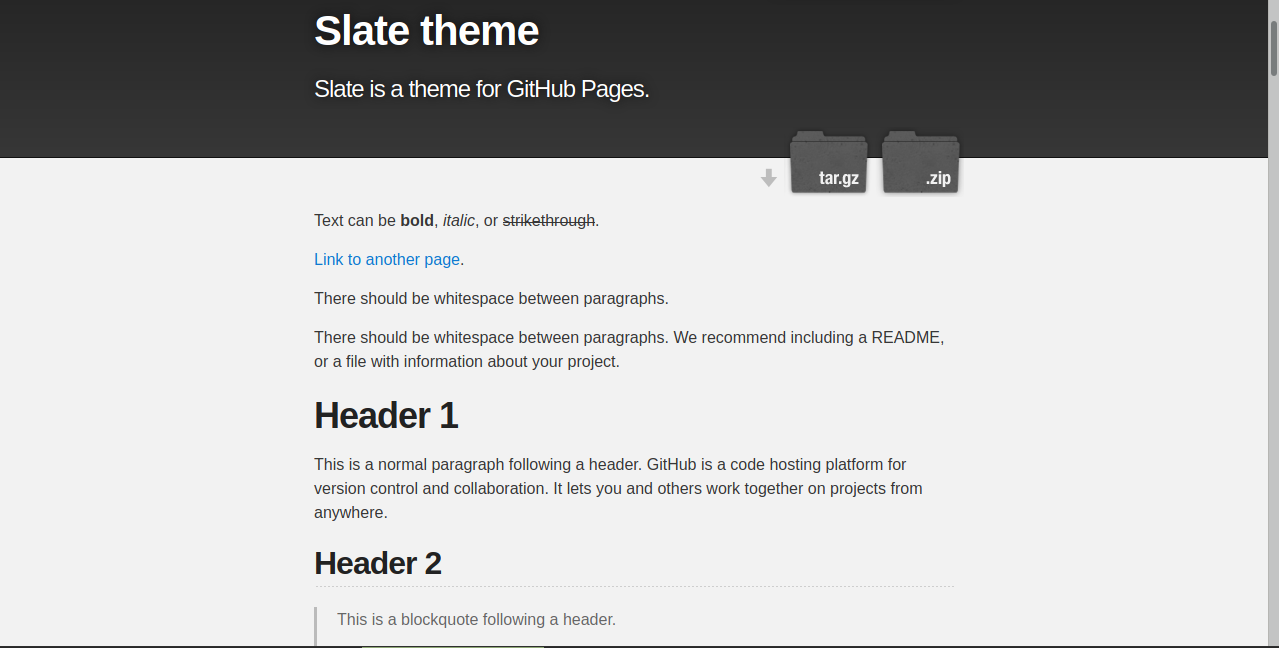 Slate theme
Slate is a theme for GitHub Pages.
tar.gz
.zip
Text can be bold, italic, or strikethrough.
Link to another page.
There should be whitespace between paragraphs.
There should be whitespace between paragraphs. We recommend including a README,
or a file with information about your project.
Header 1
This is a normal paragraph following a header. GitHub is a code hosting platform for
version control and collaboration. It lets you and others work together on projects from
anywhere.
Header 2
This is a blockquote following a header.